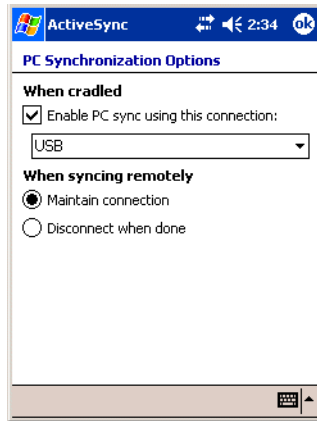 ActiveSync 2:34 ok
PC Synchronization Options
When cradled
Enable PC sync using this connection:
USB
When syncing remotely
Maintain connection
Disconnect when done